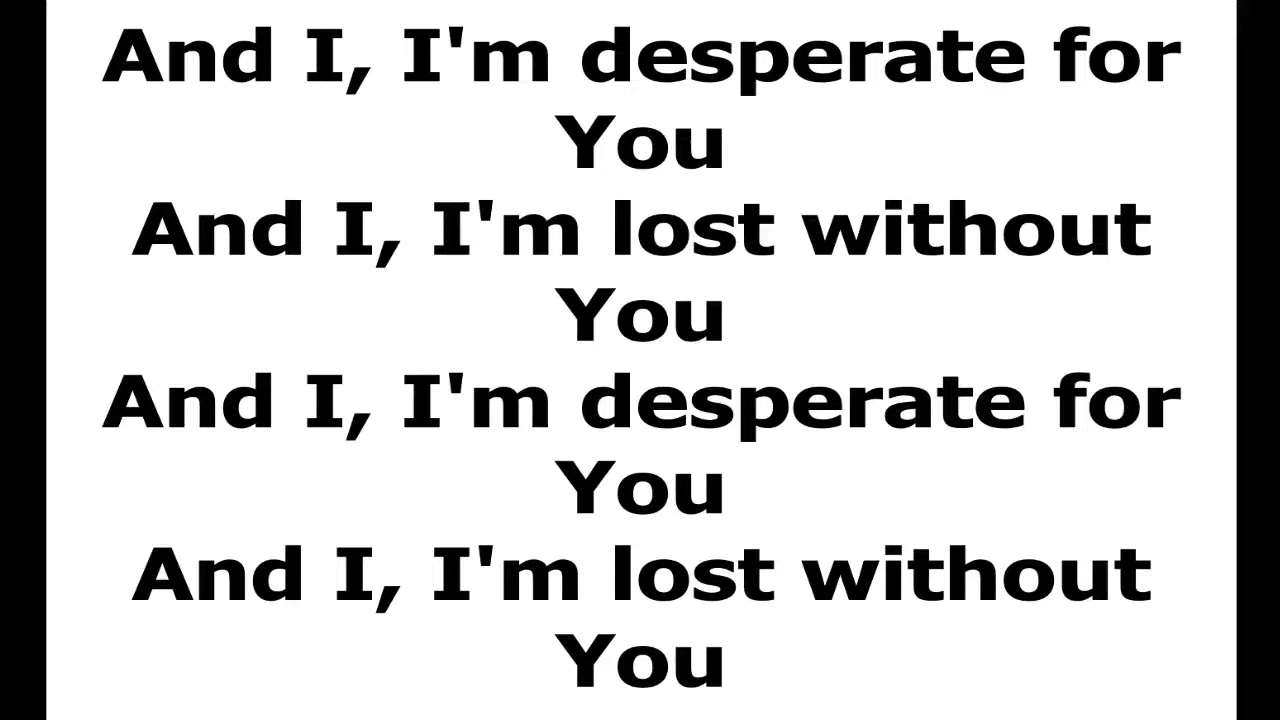 And I, I'm desperate for
You
And I, I'm lost without
You
And I, I'm desperate for
You
And I, I'm lost without
You